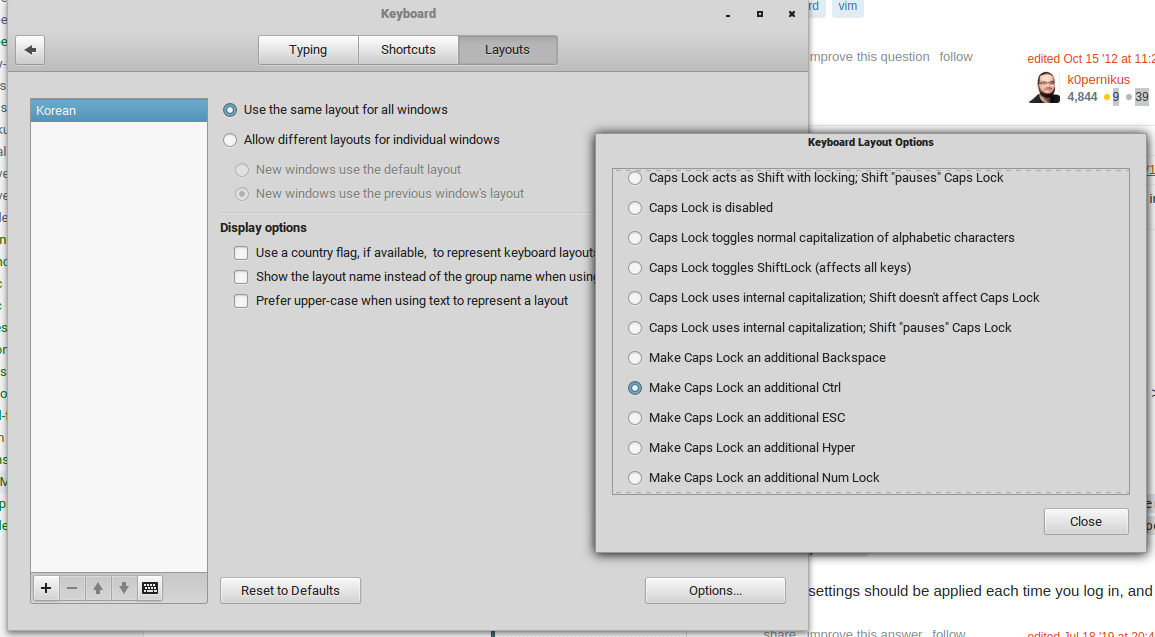 Keyboard
Typing
Shortcuts
Layouts
Korean
Use the same layout for all windows
Allow different layouts for individual windows
New windows use the default layout
New windows use the previous window's layout
Display options
Use a country flag, if available, to represent keyboard layouts
Show the layout name instead of the group name when using
Prefer upper-case when using text to represent a layout
Reset to Defaults
Options...
Keyboard Layout Options
Caps Lock acts as Shift with locking; Shift "pauses" Caps Lock
Caps Lock is disabled
Caps Lock toggles normal capitalization of alphabetic characters
Caps Lock toggles ShiftLock (affects all keys)
Caps Lock uses internal capitalization; Shift doesn't affect Caps Lock
Caps Lock uses internal capitalization; Shift "pauses" Caps Lock
Make Caps Lock an additional Backspace
Make Caps Lock an additional Ctrl
Make Caps Lock an additional ESC
Make Caps Lock an additional Hyper
Make Caps Lock an additional Num Lock
Close
rd vim
mprove this question follow
edited Oct 15 '12 at 11:2
k0pernikus
4,844 9 39
settings should be applied each time you log in, and
share improve this answer follow
edited Jul 18 '19 at 20:4